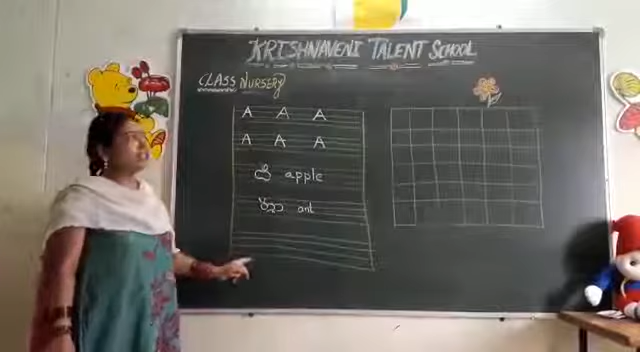 KRISHNAVENI TALENT SCHOOL
CLASS NURSERY
A A A
A A A
apple
ant